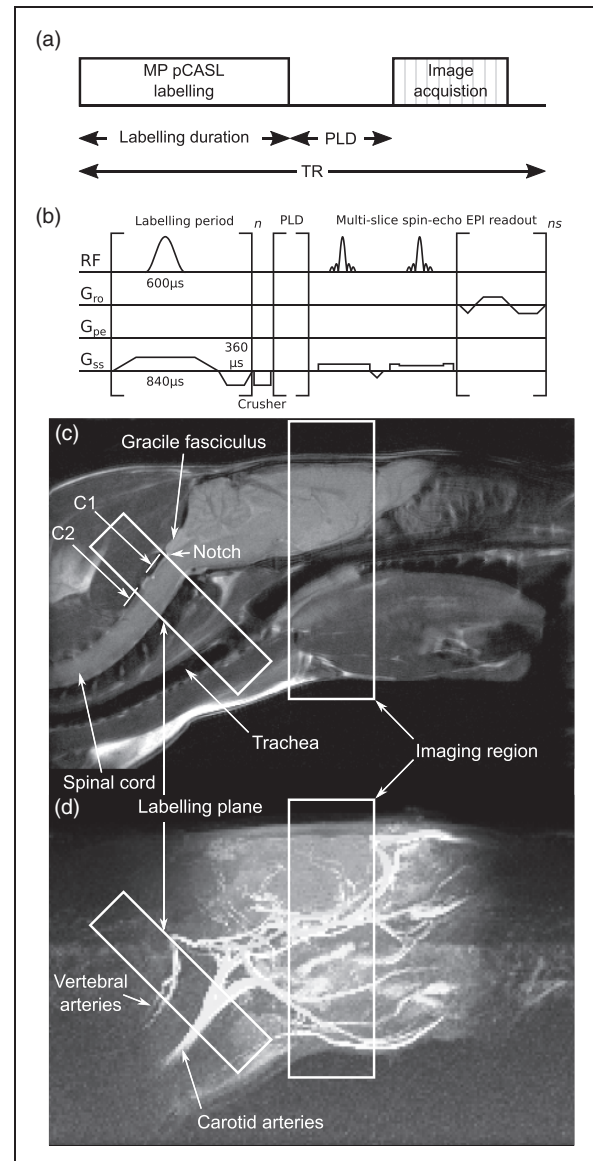 (a)
MP pCASL
labelling
Image
acquistion
Labelling duration
PLD
TR
(b)
Labelling period
n
PLD
Multi-slice spin-echo EPI readout
ns
RF
600µs
Gro
Gpe
360
µs
Gss
840µs
Crusher
(c)
Gracile fasciculus
C1
C2
Notch
Trachea
Imaging region
Spinal cord
Labelling plane
(d)
Vertebral
arteries
Carotid arteries